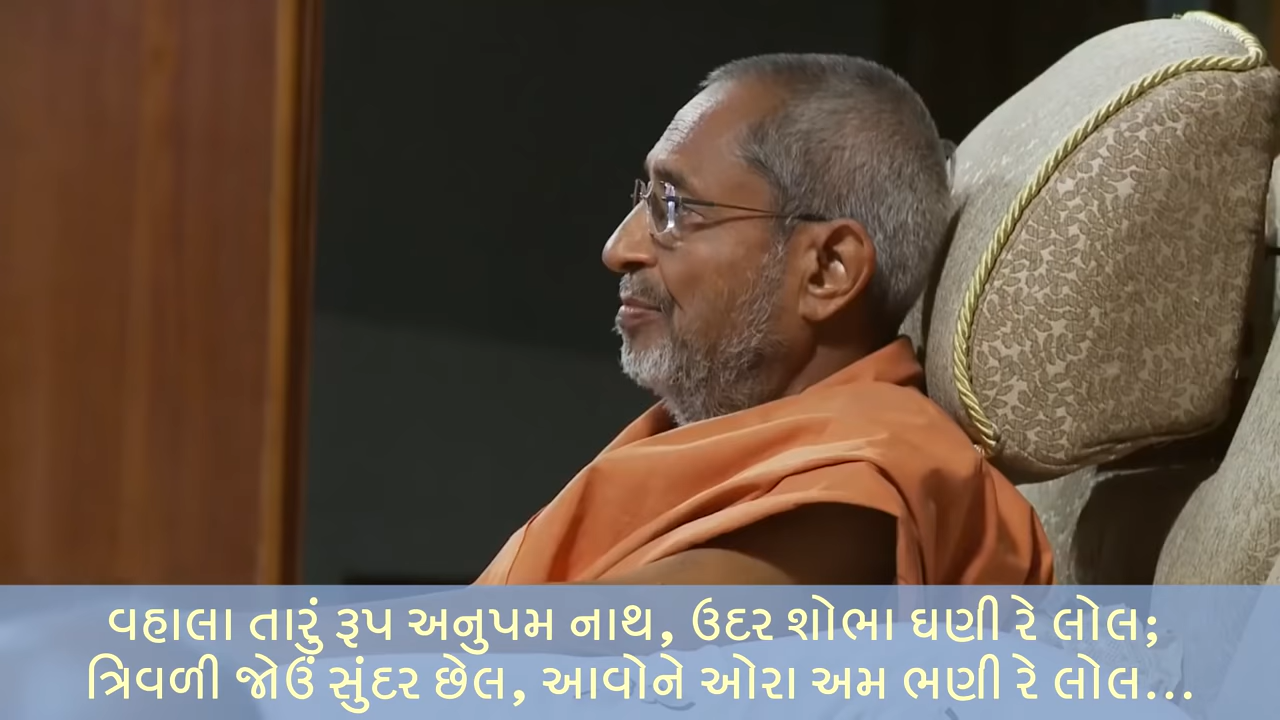 વહાલા તારું રૂપ અનુપમ નાથ, ઉદર શોભા ઘણી રે લોલ;
ત્રિવળી જોઉં સુંદર છેલ, આવોને ઓરા અમ ભણી રે લોલ...